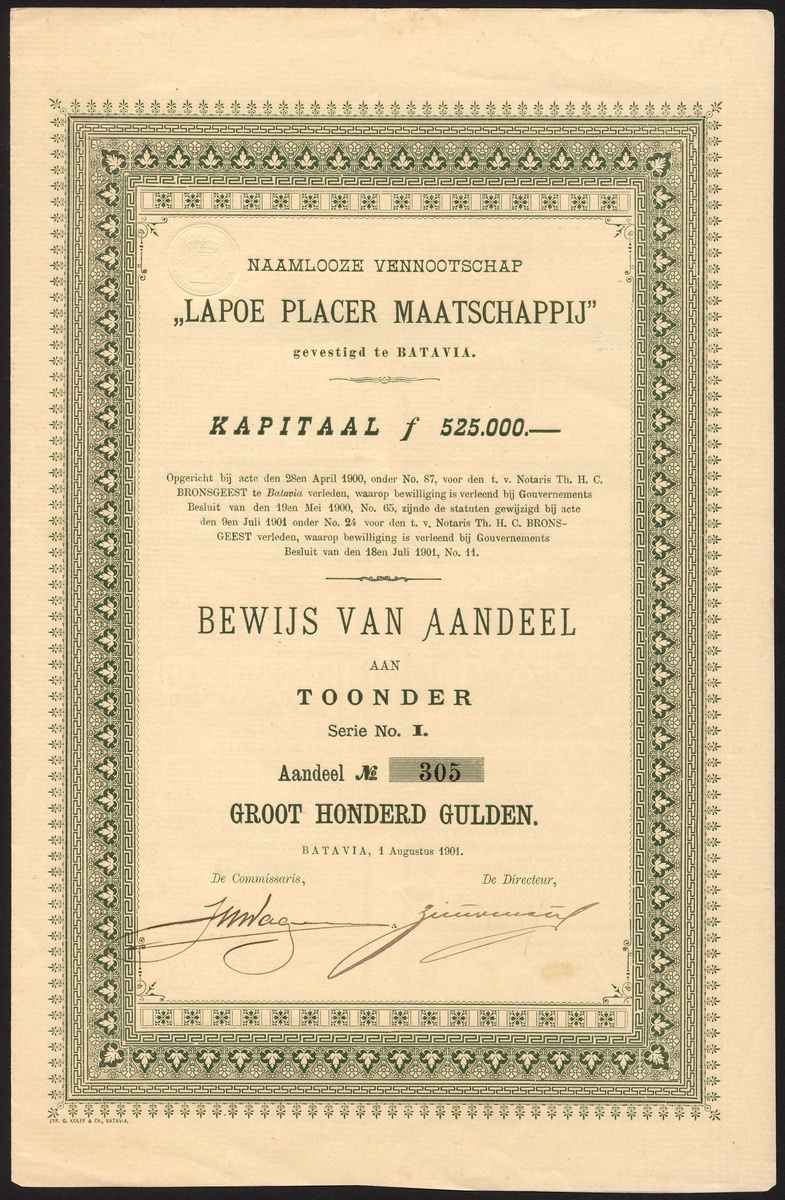 NAAMLOOZE VENNOOTSCHAP
„LAPOE PLACER MAATSCHAPPIJ”
gevestigd te BATAVIA.
KAPITAAL f 525.000.—
Opgericht bij acte den 28en April 1900, onder No. 87, voor den t. v. Notaris Th. H. C.
BRONSGEEST te Batavia verleden, waarop bewilliging is verleend bij Gouvernements
Besluit van den 19en Mei 1900, No. 65, zijnde de statuten gewijzigd bij acte
den 9en Juli 1901 onder No. 24 voor den t. v. Notaris Th. H. C. BRONS-
GEEST verleden, waarop bewilliging is verleend bij Gouvernements
Besluit van den 18en Juli 1901, No. 11.
BEWIJS VAN AANDEEL
AAN
TOONDER
Serie No. I.
Aandeel № 305
GROOT HONDERD GULDEN.
BATAVIA, 1 Augustus 1901.
De Commissaris, De Directeur,
TYP. G. KOLFF & Co., BATAVIA.